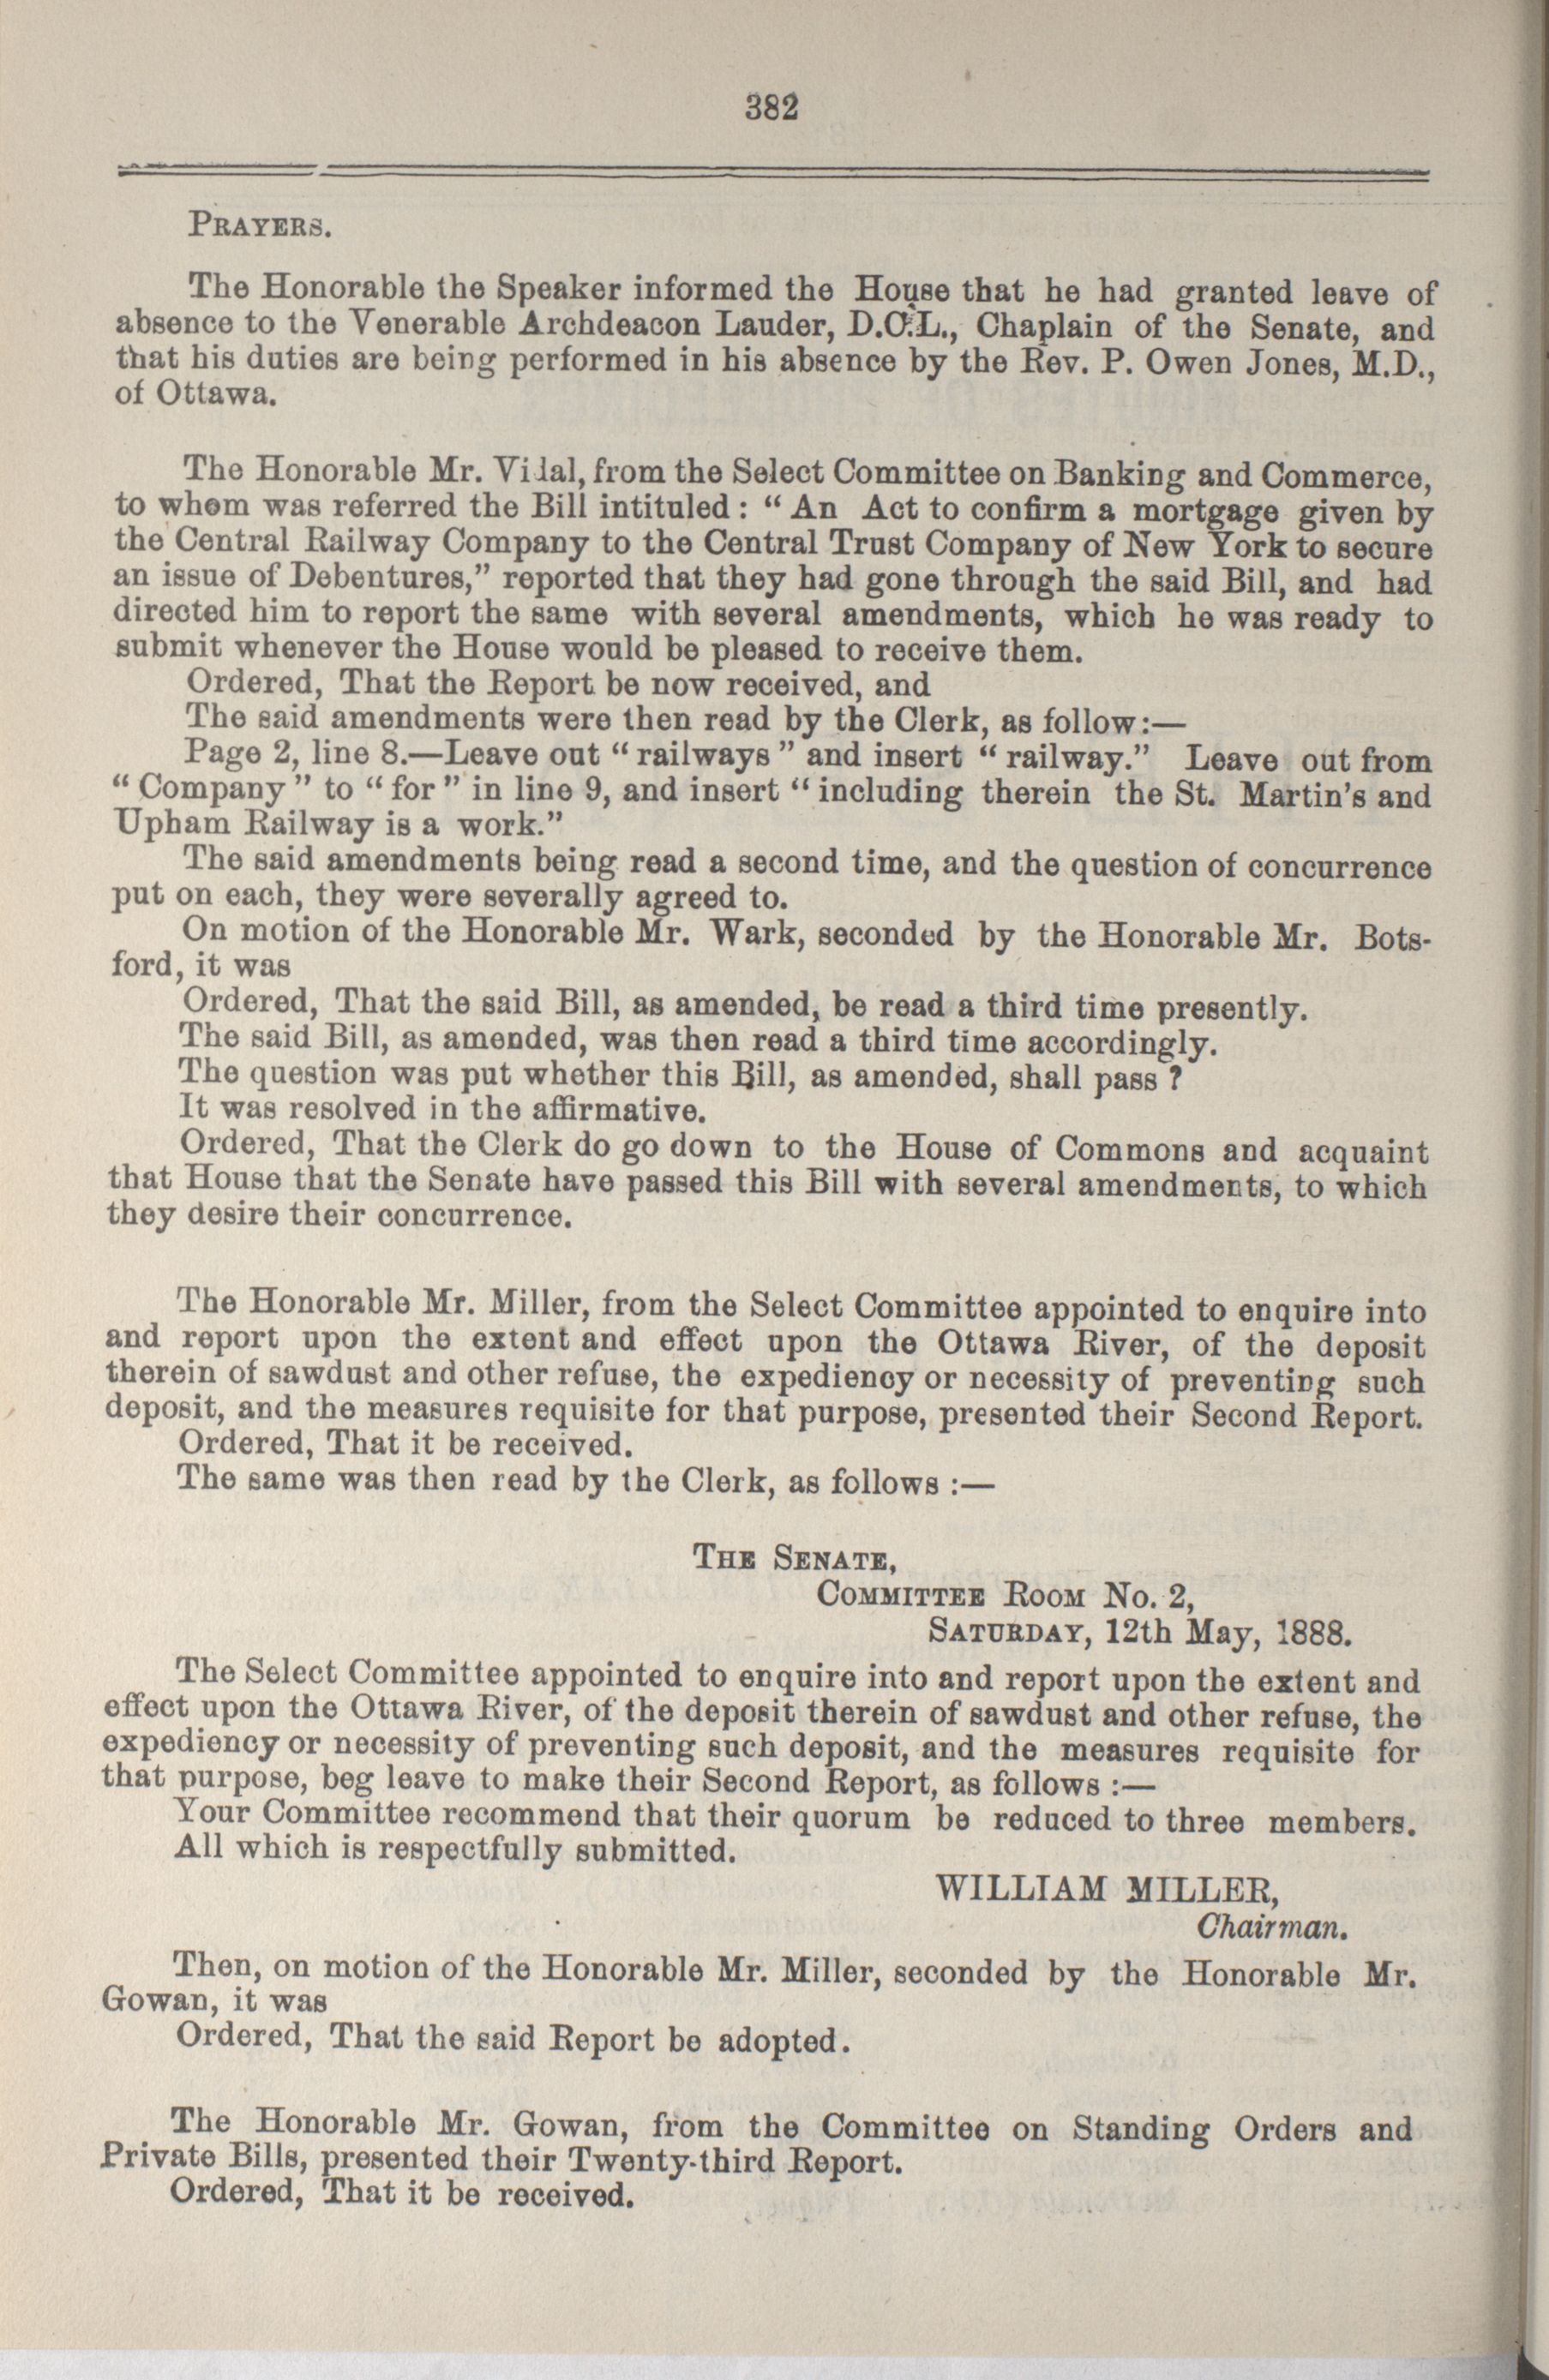 382
PRAYERS.
The Honorable the Speaker informed the House that he had granted leave of
absence to the Venerable Archdeacon Lauder, D.C.L., Chaplain of the Senate, and
that his duties are being performed in his absence by the Rev. P. Owen Jones, M.D.,
of Ottawa.
The Honorable Mr. Vidal, from the Select Committee on Banking and Commerce,
to whom was referred the Bill intituled : “ An Act to confirm a mortgage given by
the Central Railway Company to the Central Trust Company of New York to secure
an issue of Debentures,” reported that they had gone through the said Bill, and had
directed him to report the same with several amendments, which he was ready to
submit whenever the House would be pleased to receive them.
Ordered, That the Report be now received, and
The said amendments were then read by the Clerk, as follow:—
Page 2, line 8.—Leave out “ railways ” and insert “ railway.” Leave out from
“ Company ” to “ for ” in line 9, and insert “ including therein the St. Martin's and
Upham Railway is a work.”
The said amendments being read a second time, and the question of concurrence
put on each, they were severally agreed to.
On motion of the Honorable Mr. Wark, seconded by the Honorable Mr. Bots-
ford, it was
Ordered, That the said Bill, as amended, be read a third time presently.
The said Bill, as amended, was then read a third time accordingly.
The question was put whether this Bill, as amended, shall pass ?
It was resolved in the affirmative.
Ordered, That the Clerk do go down to the House of Commons and acquaint
that House that the Senate have passed this Bill with several amendments, to which
they desire their concurrence.
The Honorable Mr. Miller, from the Select Committee appointed to enquire into
and report upon the extent and effect upon the Ottawa River, of the deposit
therein of sawdust and other refuse, the expediency or necessity of preventing such
deposit, and the measures requisite for that purpose, presented their Second Report.
Ordered, That it be received.
The same was then read by the Clerk, as follows :—
THE SENATE,
COMMITTEE ROOM NO. 2,
SATURDAY, 12th May, 1888.
The Select Committee appointed to enquire into and report upon the extent and
effect upon the Ottawa River, of the deposit therein of sawdust and other refuse, the
expediency or necessity of preventing such deposit, and the measures requisite for
that purpose, beg leave to make their Second Report, as follows :—
Your Committee recommend that their quorum be reduced to three members.
All which is respectfully submitted.
WILLIAM MILLER,
Chairman.
Then, on motion of the Honorable Mr. Miller, seconded by the Honorable Mr.
Gowan, it was
Ordered, That the said Report be adopted.
The Honorable Mr. Gowan, from the Committee on Standing Orders and
Private Bills, presented their Twenty-third Report.
Ordered, That it be received.